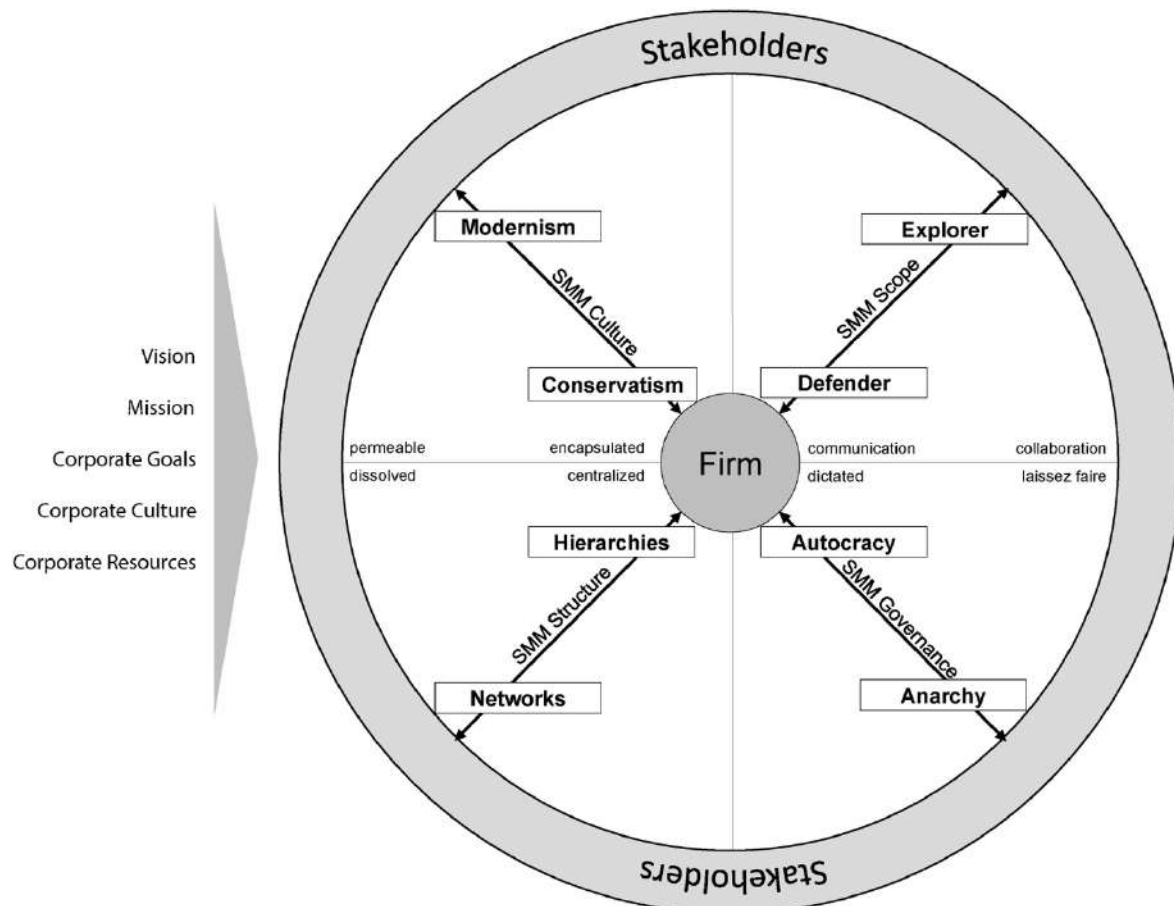 Stakeholders
Modernism
Explorer
SMM Culture
SMM Scope
Vision
Conservatism
Defender
Mission
permeable
encapsulated
communication
collaboration
Corporate Goals
Firm
dissolved
centralized
dictated
laissez faire
Corporate Culture
Hierarchies
Autocracy
Corporate Resources
SMM Structure
SMM Governance
Networks
Anarchy
Stakeholders